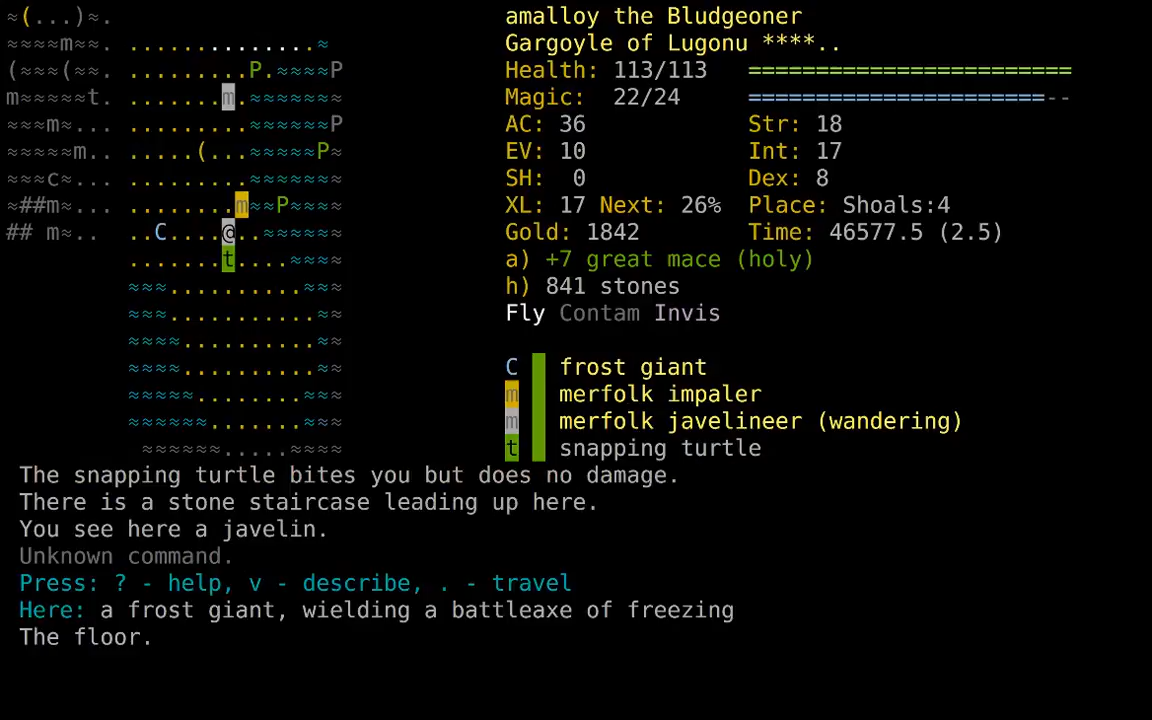 ≈(...)≈.
amalloy the Bludgeoner
≈≈≈≈m≈≈. ..............≈
Gargoyle of Lugonu ****..
(≈≈≈(≈≈. .........P.≈≈≈≈P
Health: 113/113 ========================
m≈≈≈≈≈t. .......m.≈≈≈≈≈≈≈
Magic: 22/24 ======================--
≈≈≈m≈... .........≈≈≈≈≈≈P
AC: 36 Str: 18
≈≈≈≈≈m.. .....(...≈≈≈≈≈P≈
EV: 10 Int: 17
≈≈≈c≈... .........≈≈≈≈≈≈≈
SH: 0 Dex: 8
≈##m≈... ........m≈≈P≈≈≈≈
XL: 17 Next: 26% Place: Shoals:4
## m≈.. ..C....@..≈≈≈≈≈≈
Gold: 1842 Time: 46577.5 (2.5)
.......t....≈≈≈≈
a) +7 great mace (holy)
≈≈≈..........≈≈≈
h) 841 stones
≈≈≈...........≈≈
Fly Contam Invis
≈≈≈≈..........≈≈
≈≈≈≈..........≈≈
C frost giant
≈≈≈≈≈.........≈≈
m merfolk impaler
≈≈≈≈≈≈.......≈≈≈
m merfolk javelineer (wandering)
≈≈≈≈≈≈.....≈≈≈≈
t snapping turtle
The snapping turtle bites you but does no damage.
There is a stone staircase leading up here.
You see here a javelin.
Unknown command.
Press: ? - help, v - describe, . - travel
Here: a frost giant, wielding a battleaxe of freezing
The floor.